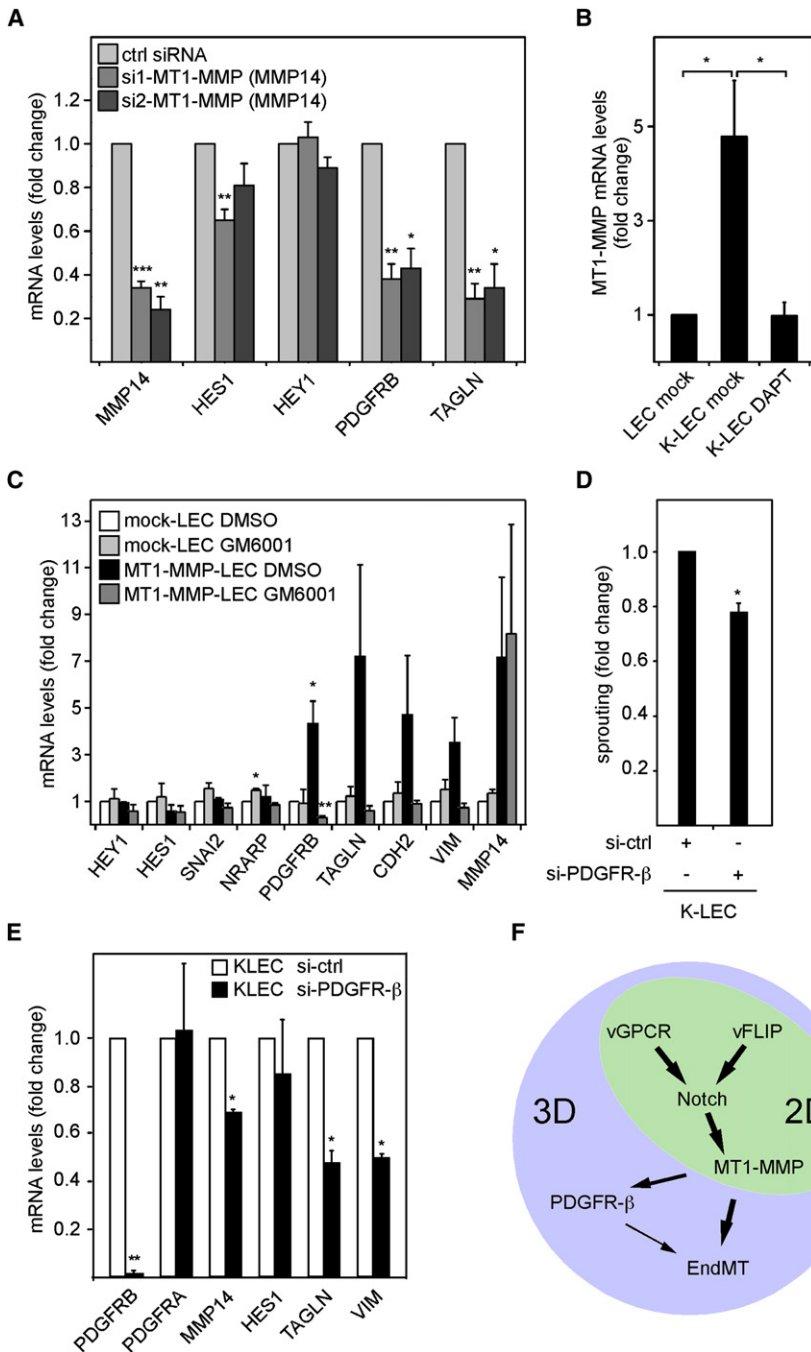 A
ctrl siRNA
si1-MT1-MMP (MMP14)
si2-MT1-MMP (MMP14)
mRNA levels (fold change)
1.2
1.0
0.8
0.6
0.4
0.2
***
**
**
**
*
**
*
MMP14
HES1
HEY1
PDGFRB
TAGLN
B
MT1-MMP mRNA levels
(fold change)
*
*
5
3
1
LEC mock
K-LEC mock
K-LEC DAPT
C
mock-LEC DMSO
mock-LEC GM6001
MT1-MMP-LEC DMSO
MT1-MMP-LEC GM6001
mRNA levels (fold change)
13
11
9
7
5
3
1
*
*
**
HEY1
HES1
SNAI2
NRARP
PDGFRB
TAGLN
CDH2
VIM
MMP14
D
sprouting (fold change)
1.0
0.8
0.6
0.4
0.2
*
si-ctrl + -
si-PDGFR-β - +
K-LEC
E
KLEC si-ctrl
KLEC si-PDGFR-β
mRNA levels (fold change)
1.0
0.8
0.6
0.4
0.2
**
*
*
*
PDGFRB
PDGFRA
MMP14
HES1
TAGLN
VIM
F
vGPCR vFLIP
3D Notch 2D
MT1-MMP
PDGFR-β
EndMT